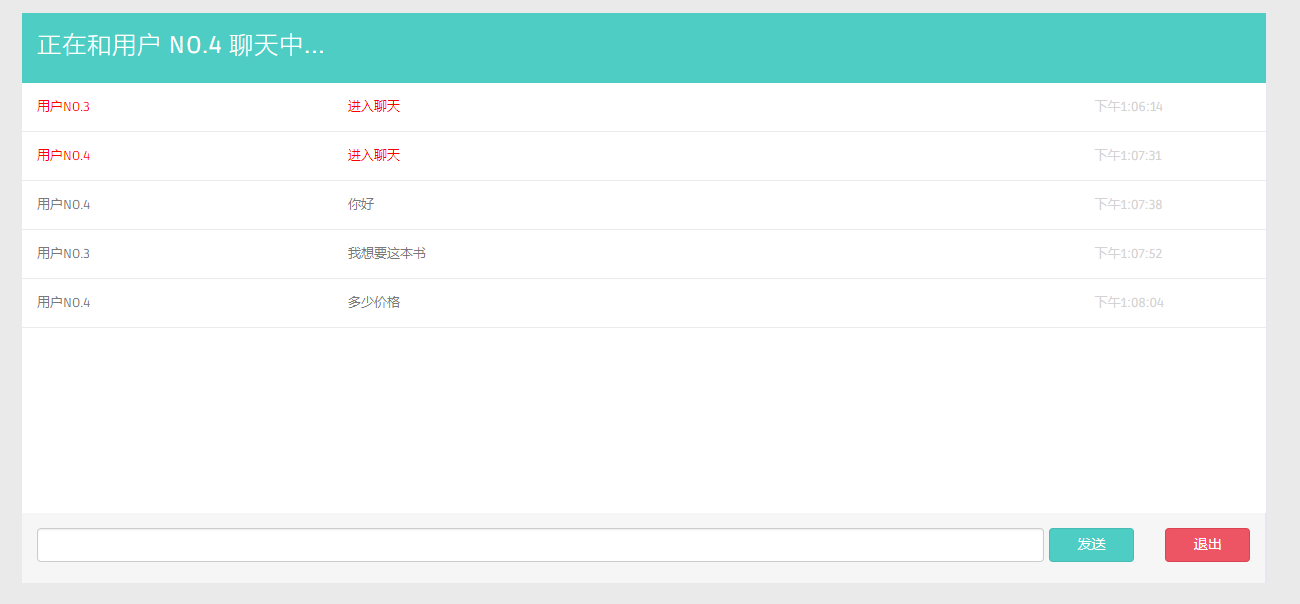 正在和用户 NO.4 聊天中...
用户NO.3 进入聊天 下午1:06:14
用户NO.4 进入聊天 下午1:07:31
用户NO.4 你好 下午1:07:38
用户NO.3 我想要这本书 下午1:07:52
用户NO.4 多少价格 下午1:08:04
发送 退出